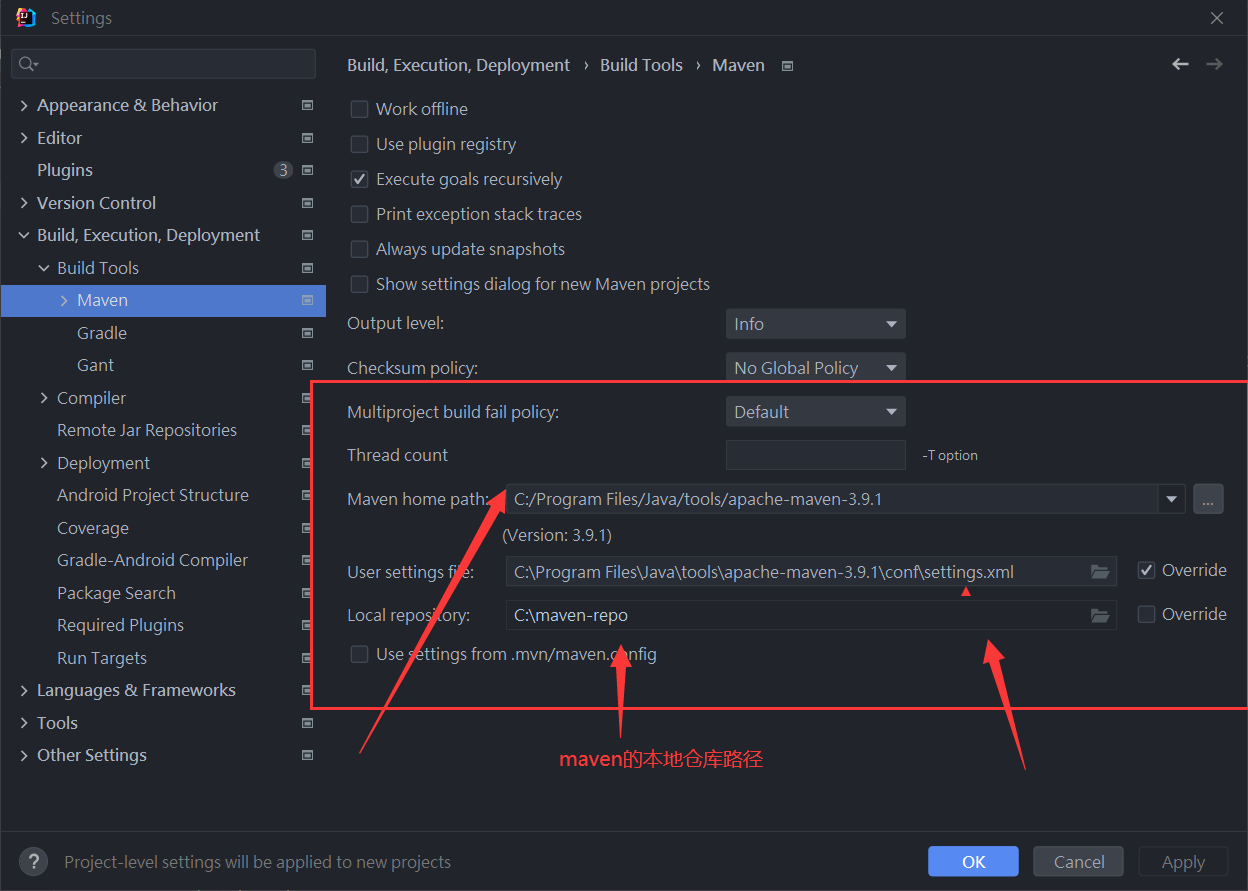 Settings
Build, Execution, Deployment › Build Tools › Maven
Appearance & Behavior
Editor
Plugins 3
Version Control
Build, Execution, Deployment
Build Tools
Maven
Gradle
Gant
Compiler
Remote Jar Repositories
Deployment
Android Project Structure
Coverage
Gradle-Android Compiler
Package Search
Required Plugins
Run Targets
Languages & Frameworks
Tools
Other Settings
Work offline
Use plugin registry
Execute goals recursively
Print exception stack traces
Always update snapshots
Show settings dialog for new Maven projects
Output level: Info
Checksum policy: No Global Policy
Multiproject build fail policy: Default
Thread count -T option
Maven home path: C:/Program Files/Java/tools/apache-maven-3.9.1 ...
(Version: 3.9.1)
User settings file: C:\Program Files\Java\tools\apache-maven-3.9.1\conf\settings.xml Override
Local repository: C:\maven-repo Override
Use settings from .mvn/maven.config
maven的本地仓库路径
? Project-level settings will be applied to new projects
OK Cancel Apply